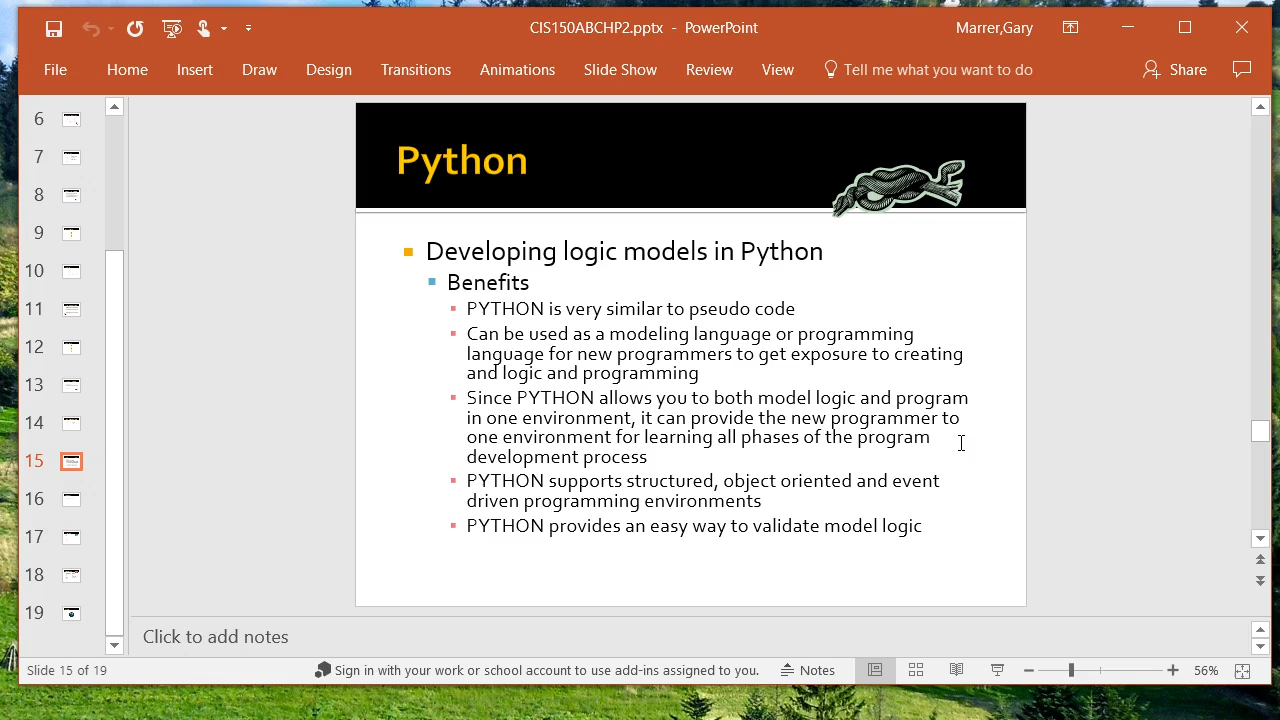 CIS150ABCHP2.pptx - PowerPoint
Marrer,Gary
File Home Insert Draw Design Transitions Animations Slide Show Review View Tell me what you want to do Share
6
7
8
9
10
11
12
13
14
15
16
17
18
19
Python
Developing logic models in Python
Benefits
PYTHON is very similar to pseudo code
Can be used as a modeling language or programming
language for new programmers to get exposure to creating
and logic and programming
Since PYTHON allows you to both model logic and program
in one environment, it can provide the new programmer to
one environment for learning all phases of the program
development process
PYTHON supports structured, object oriented and event
driven programming environments
PYTHON provides an easy way to validate model logic
Click to add notes
Slide 15 of 19 Sign in with your work or school account to use add-ins assigned to you. Notes 56%